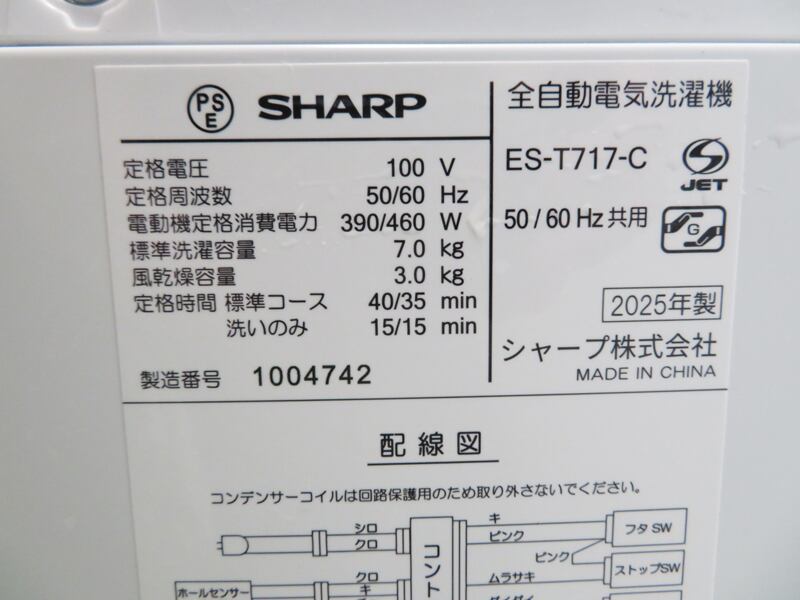 PSE SHARP
定格電圧 100 V
定格周波数 50/60 Hz
電動機定格消費電力 390/460 W
標準洗濯容量 7.0 kg
風乾燥容量 3.0 kg
定格時間 標準コース 40/35 min
洗いのみ 15/15 min
製造番号 1004742
全自動電気洗濯機
ES-T717-C
JET
50/60 Hz 共用
G
2025年製
シャープ株式会社
MADE IN CHINA
配線図
コンデンサーコイルは回路保護用のため取り外さないでください。
シロ
クロ
コント
キ
ピンク
フタ SW
ピンク
ストップSW
クロ
キ
ホールセンサー
ムラサキ